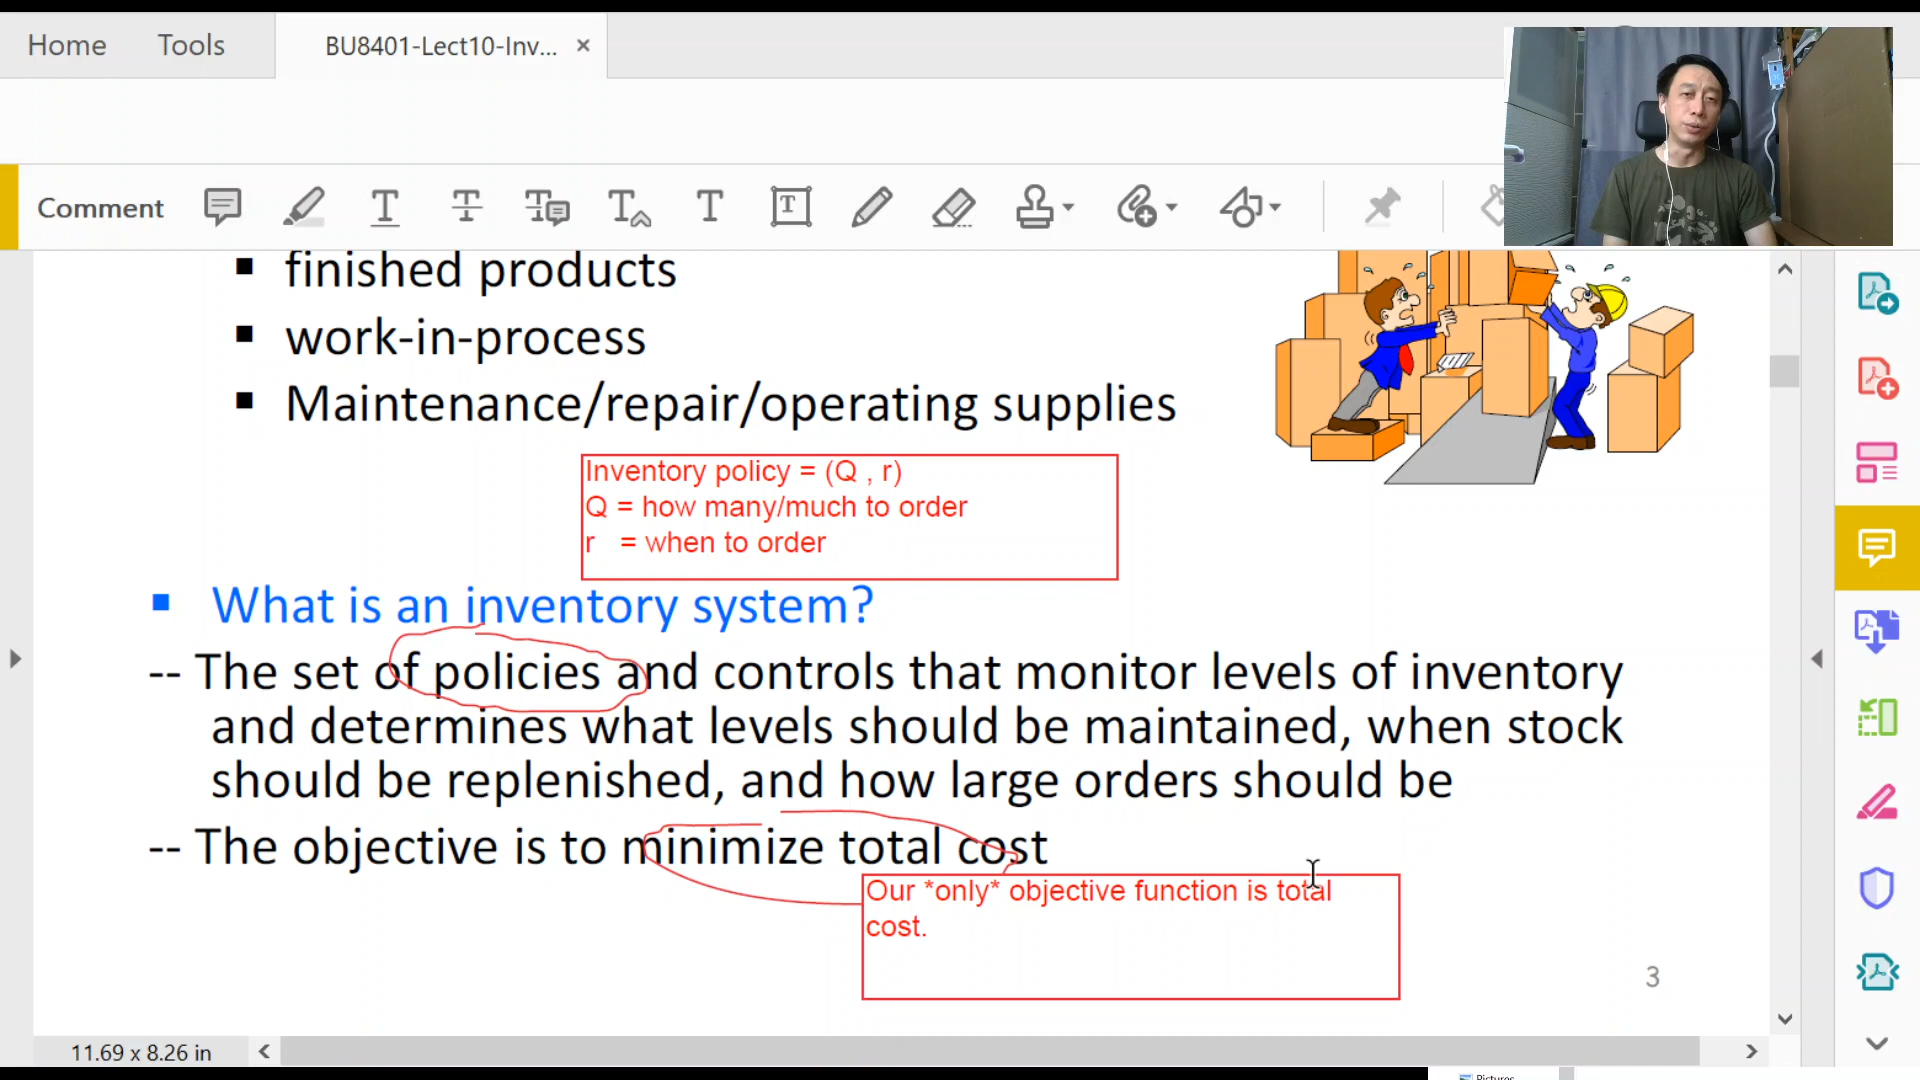 Home Tools BU8401-Lect10-Inv... ×
Comment
▪ finished products
▪ work-in-process
▪ Maintenance/repair/operating supplies
Inventory policy = (Q , r)
Q = how many/much to order
r = when to order
▪ What is an inventory system?
-- The set of policies and controls that monitor levels of inventory
and determines what levels should be maintained, when stock
should be replenished, and how large orders should be
-- The objective is to minimize total cost
Our *only* objective function is total
cost.
3
11.69 x 8.26 in
Pictures